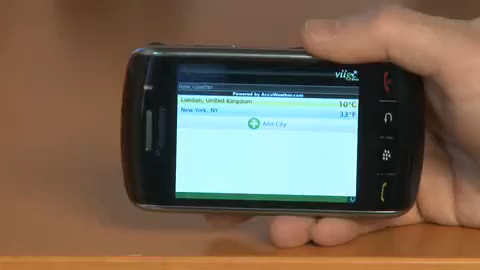 viigo
Powered by AccuWeather.com
London, United Kingdom 10°C
New York, NY 33°F
Add City